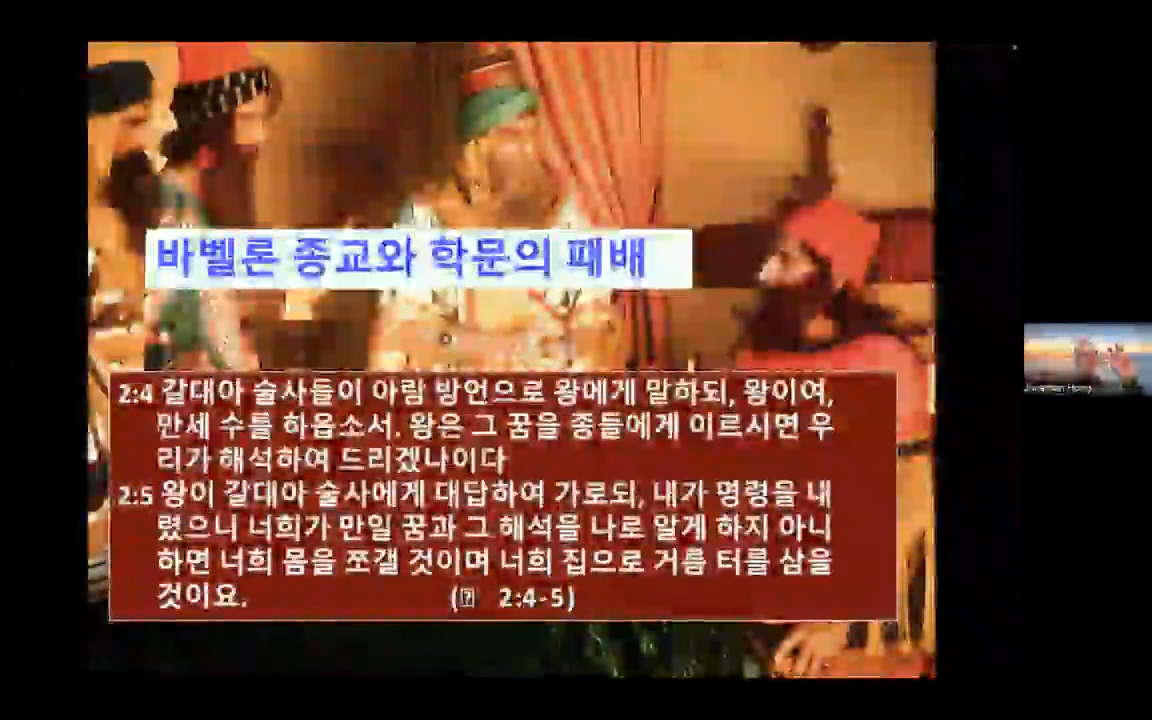 바벨론 종교와 학문의 패배
2:4 갈대아 술사들이 아람 방언으로 왕에게 말하되, 왕이여,
만세 수를 하옵소서. 왕은 그 꿈을 종들에게 이르시면 우
리가 해석하여 드리겠나이다
2:5 왕이 갈대아 술사에게 대답하여 가로되, 내가 명령을 내
렸으니 너희가 만일 꿈과 그 해석을 나로 알게 하지 아니
하면 너희 몸을 쪼갤 것이며 너희 집으로 거름 터를 삼을
것이요. ( 2:4-5)